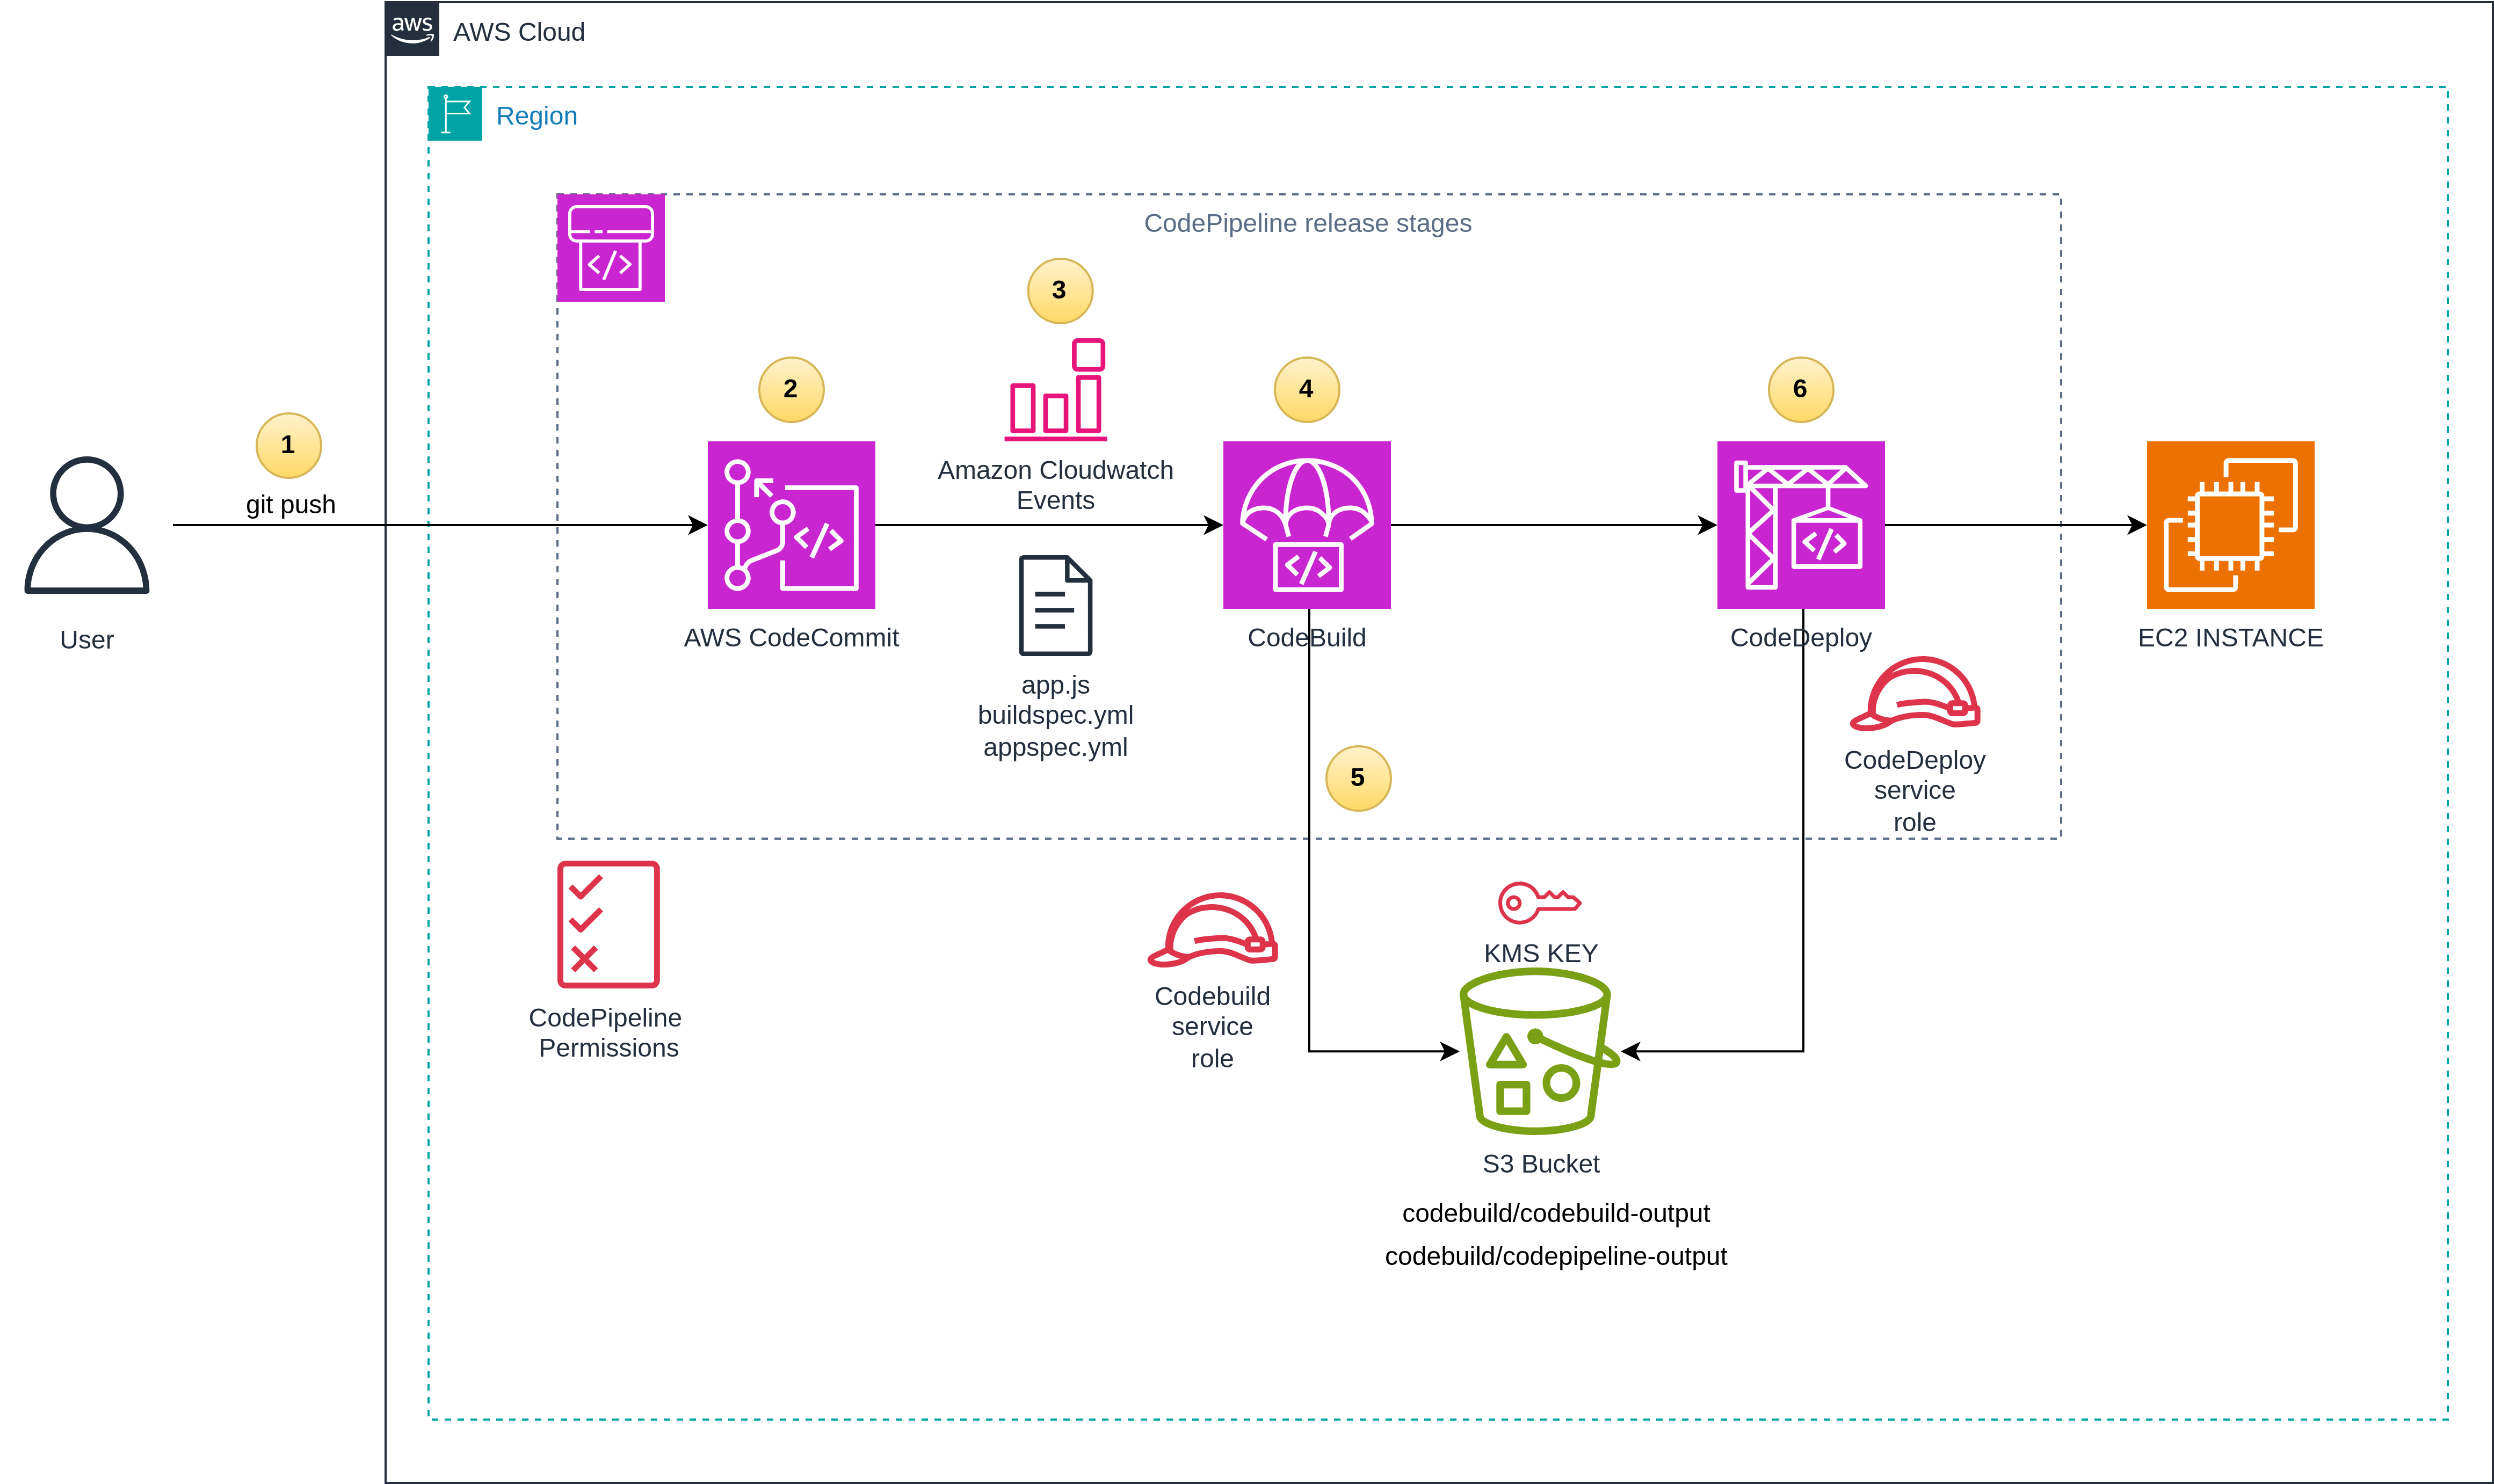 aws
AWS Cloud
Region
CodePipeline release stages
3
2
4
6
1
git push
Amazon Cloudwatch
Events
User
AWS CodeCommit
CodeBuild
CodeDeploy
EC2 INSTANCE
app.js
buildspec.yml
appspec.yml
5
CodeDeploy
service
role
CodePipeline
Permissions
Codebuild
service
role
KMS KEY
S3 Bucket
codebuild/codebuild-output
codebuild/codepipeline-output